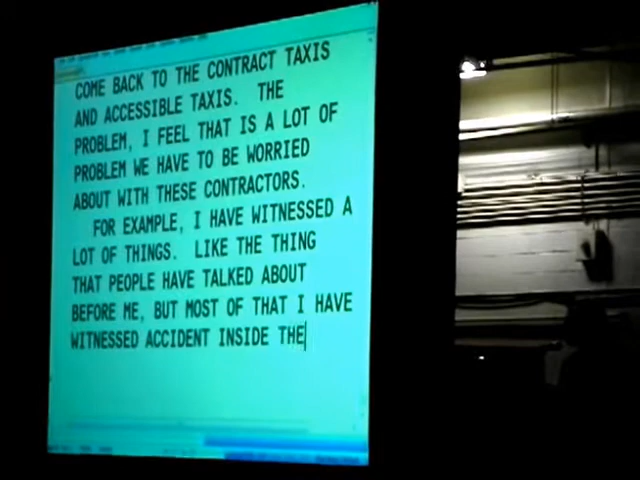 COME BACK TO THE CONTRACT TAXIS
AND ACCESSIBLE TAXIS. THE
PROBLEM, I FEEL THAT IS A LOT OF
PROBLEM WE HAVE TO BE WORRIED
ABOUT WITH THESE CONTRACTORS.
FOR EXAMPLE, I HAVE WITNESSED A
LOT OF THINGS. LIKE THE THING
THAT PEOPLE HAVE TALKED ABOUT
BEFORE ME, BUT MOST OF THAT I HAVE
WITNESSED ACCIDENT INSIDE THE